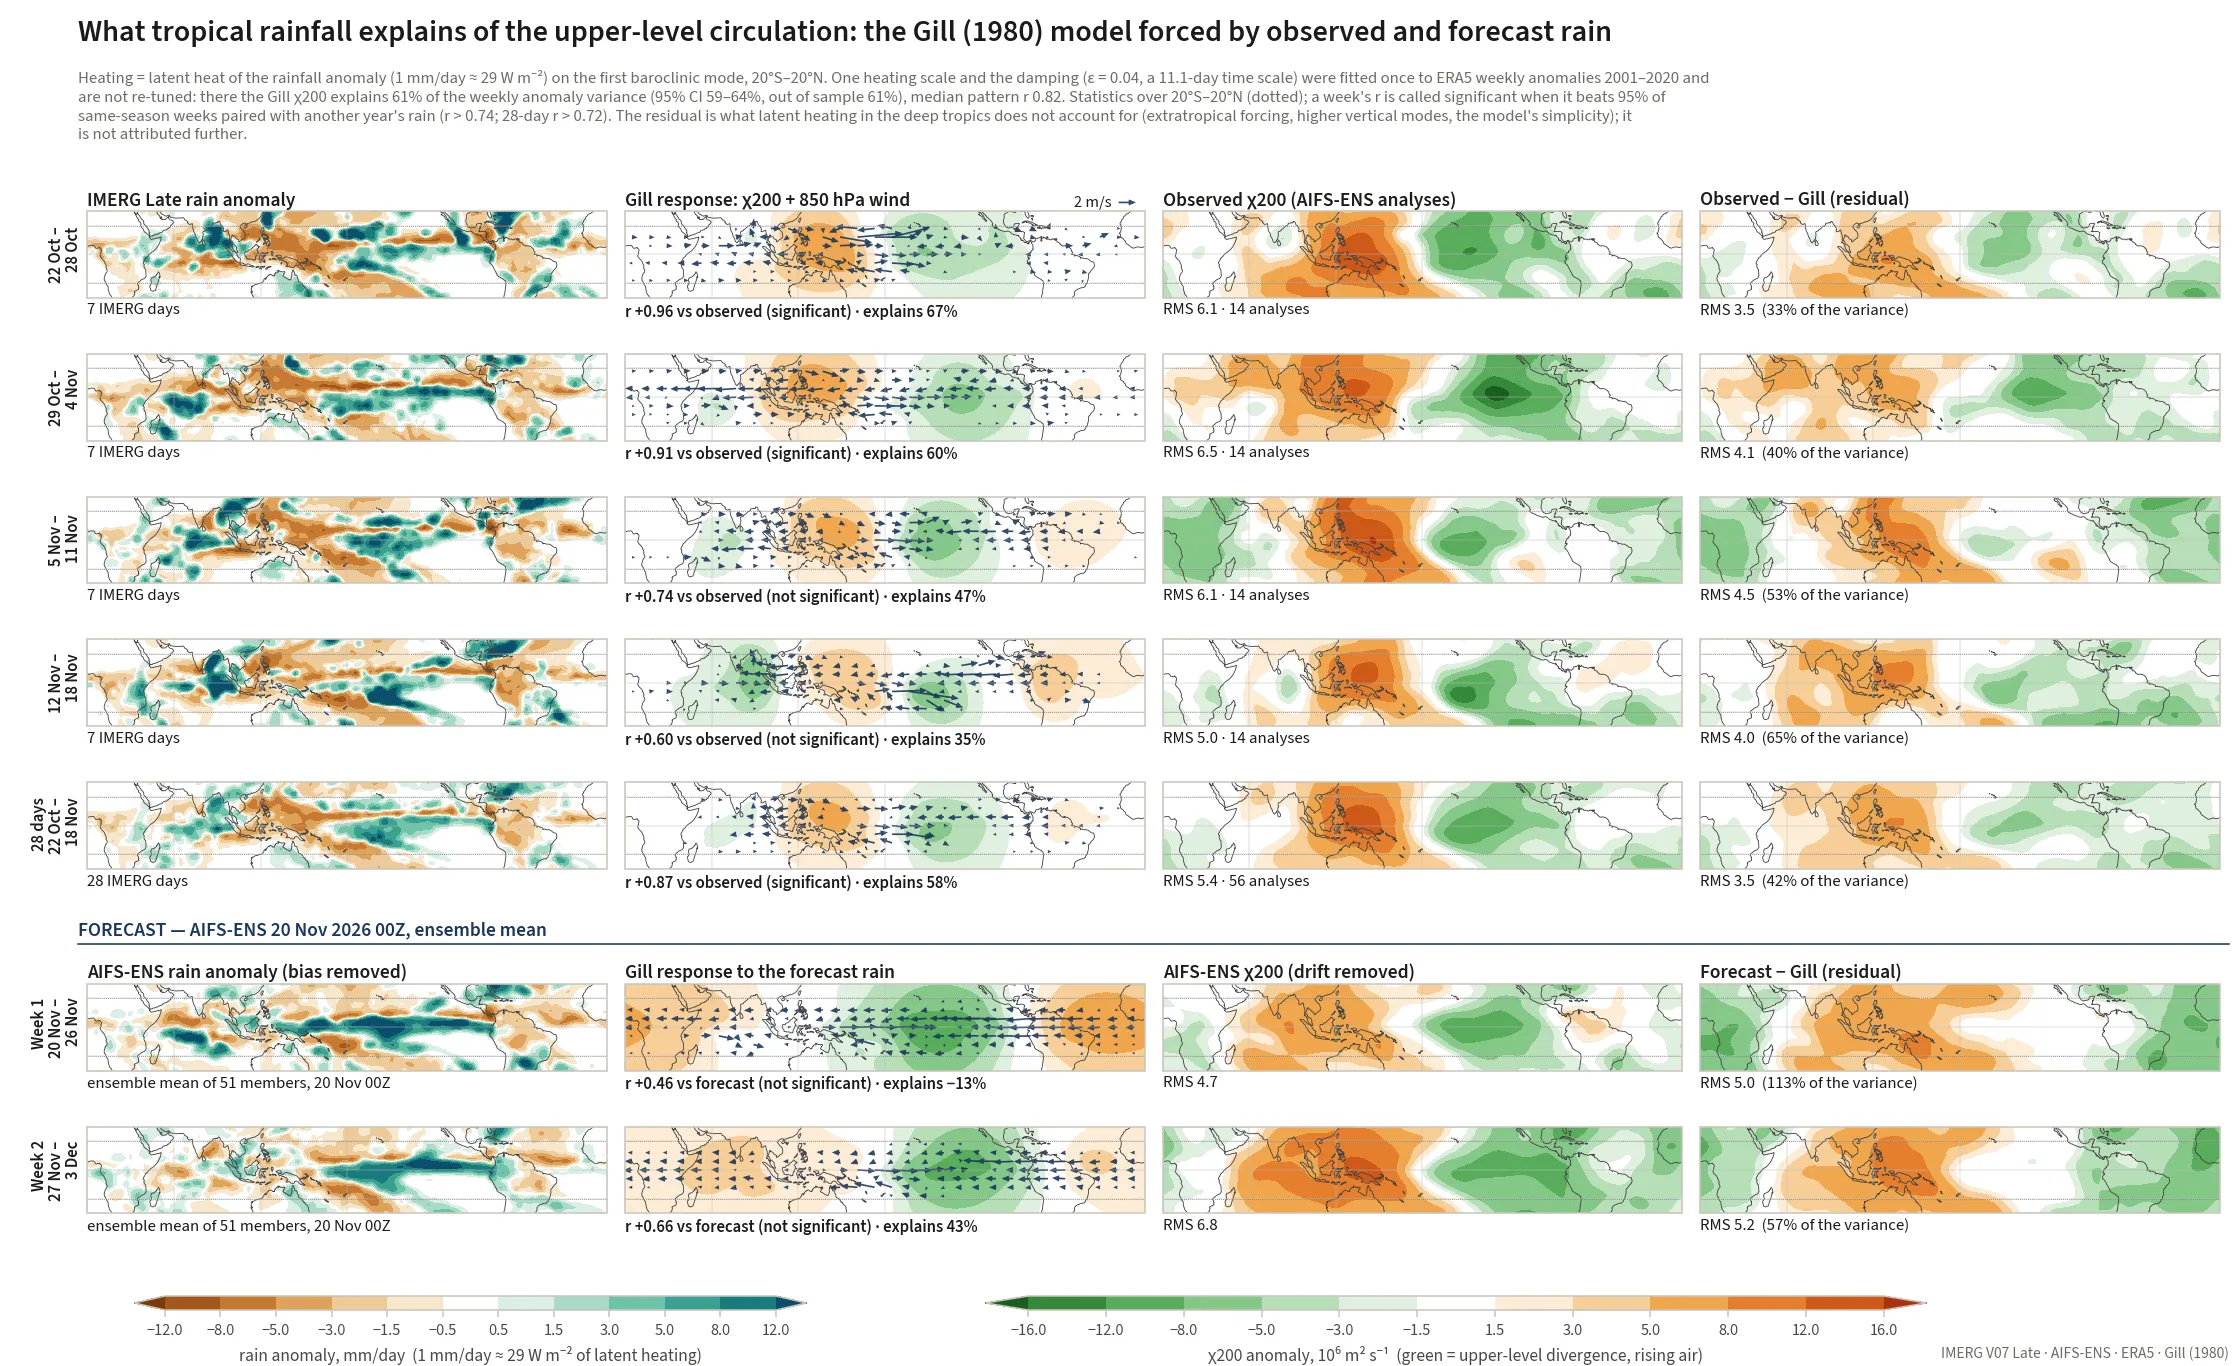 What tropical rainfall explains of the upper-level circulation: the Gill (1980) model forced by observed and forecast rain
Heating = latent heat of the rainfall anomaly (1 mm/day ≈ 29 W m⁻²) on the first baroclinic mode, 20°S–20°N. One heating scale and the damping (ε = 0.04, a 11.1-day time scale) were fitted once to ERA5 weekly anomalies 2001–2020 and
are not re-tuned: there the Gill χ200 explains 61% of the weekly anomaly variance (95% CI 59–64%, out of sample 61%), median pattern r 0.82. Statistics over 20°S–20°N (dotted); a week's r is called significant when it beats 95% of
same-season weeks paired with another year's rain (r > 0.74; 28-day r > 0.72). The residual is what latent heating in the deep tropics does not account for (extratropical forcing, higher vertical modes, the model's simplicity); it
is not attributed further.
IMERG Late rain anomaly
Gill response: χ200 + 850 hPa wind
2 m/s
Observed χ200 (AIFS-ENS analyses)
Observed − Gill (residual)
22 Oct –
28 Oct
7 IMERG days
r +0.96 vs observed (significant) · explains 67%
RMS 6.1 · 14 analyses
RMS 3.5 (33% of the variance)
29 Oct –
4 Nov
7 IMERG days
r +0.91 vs observed (significant) · explains 60%
RMS 6.5 · 14 analyses
RMS 4.1 (40% of the variance)
5 Nov –
11 Nov
7 IMERG days
r +0.74 vs observed (not significant) · explains 47%
RMS 6.1 · 14 analyses
RMS 4.5 (53% of the variance)
12 Nov –
18 Nov
7 IMERG days
r +0.60 vs observed (not significant) · explains 35%
RMS 5.0 · 14 analyses
RMS 4.0 (65% of the variance)
28 days
22 Oct –
18 Nov
28 IMERG days
r +0.87 vs observed (significant) · explains 58%
RMS 5.4 · 56 analyses
RMS 3.5 (42% of the variance)
FORECAST — AIFS-ENS 20 Nov 2026 00Z, ensemble mean
AIFS-ENS rain anomaly (bias removed)
Gill response to the forecast rain
AIFS-ENS χ200 (drift removed)
Forecast − Gill (residual)
Week 1
20 Nov –
26 Nov
ensemble mean of 51 members, 20 Nov 00Z
r +0.46 vs forecast (not significant) · explains −13%
RMS 4.7
RMS 5.0 (113% of the variance)
Week 2
27 Nov –
3 Dec
ensemble mean of 51 members, 20 Nov 00Z
r +0.66 vs forecast (not significant) · explains 43%
RMS 6.8
RMS 5.2 (57% of the variance)
−12.0 −8.0 −5.0 −3.0 −1.5 −0.5 0.5 1.5 3.0 5.0 8.0 12.0
rain anomaly, mm/day (1 mm/day ≈ 29 W m⁻² of latent heating)
−16.0 −12.0 −8.0 −5.0 −3.0 −1.5 1.5 3.0 5.0 8.0 12.0 16.0
χ200 anomaly, 10⁶ m² s⁻¹ (green = upper-level divergence, rising air)
IMERG V07 Late · AIFS-ENS · ERA5 · Gill (1980)